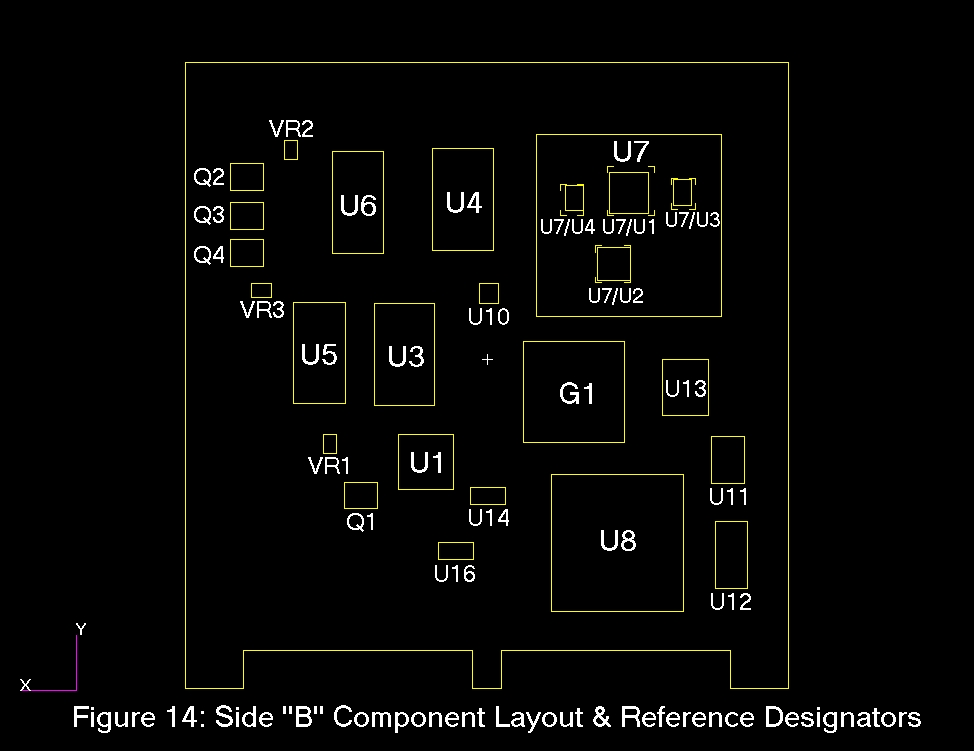 VR2
U7
Q2
U6
U4
Q3
U7/U4 U7/U1 U7/U3
Q4
U7/U2
VR3
U10
U5
U3
G1
U13
VR1
U1
U11
Q1
U14
U8
U16
U12
Y
X
Figure 14: Side "B" Component Layout & Reference Designators